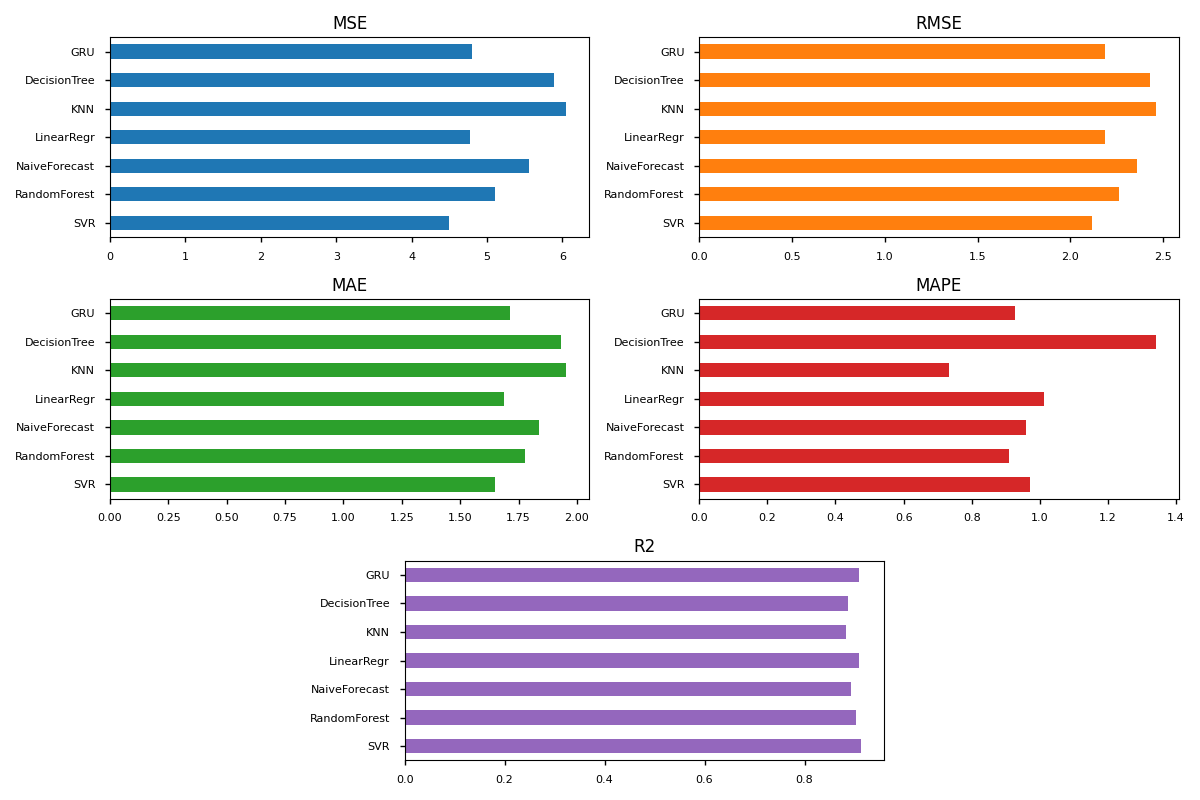 MSE
GRU
DecisionTree
KNN
LinearRegr
NaiveForecast
RandomForest
SVR
0 1 2 3 4 5 6
RMSE
GRU
DecisionTree
KNN
LinearRegr
NaiveForecast
RandomForest
SVR
0.0 0.5 1.0 1.5 2.0 2.5
MAE
GRU
DecisionTree
KNN
LinearRegr
NaiveForecast
RandomForest
SVR
0.00 0.25 0.50 0.75 1.00 1.25 1.50 1.75 2.00
MAPE
GRU
DecisionTree
KNN
LinearRegr
NaiveForecast
RandomForest
SVR
0.0 0.2 0.4 0.6 0.8 1.0 1.2 1.4
R2
GRU
DecisionTree
KNN
LinearRegr
NaiveForecast
RandomForest
SVR
0.0 0.2 0.4 0.6 0.8